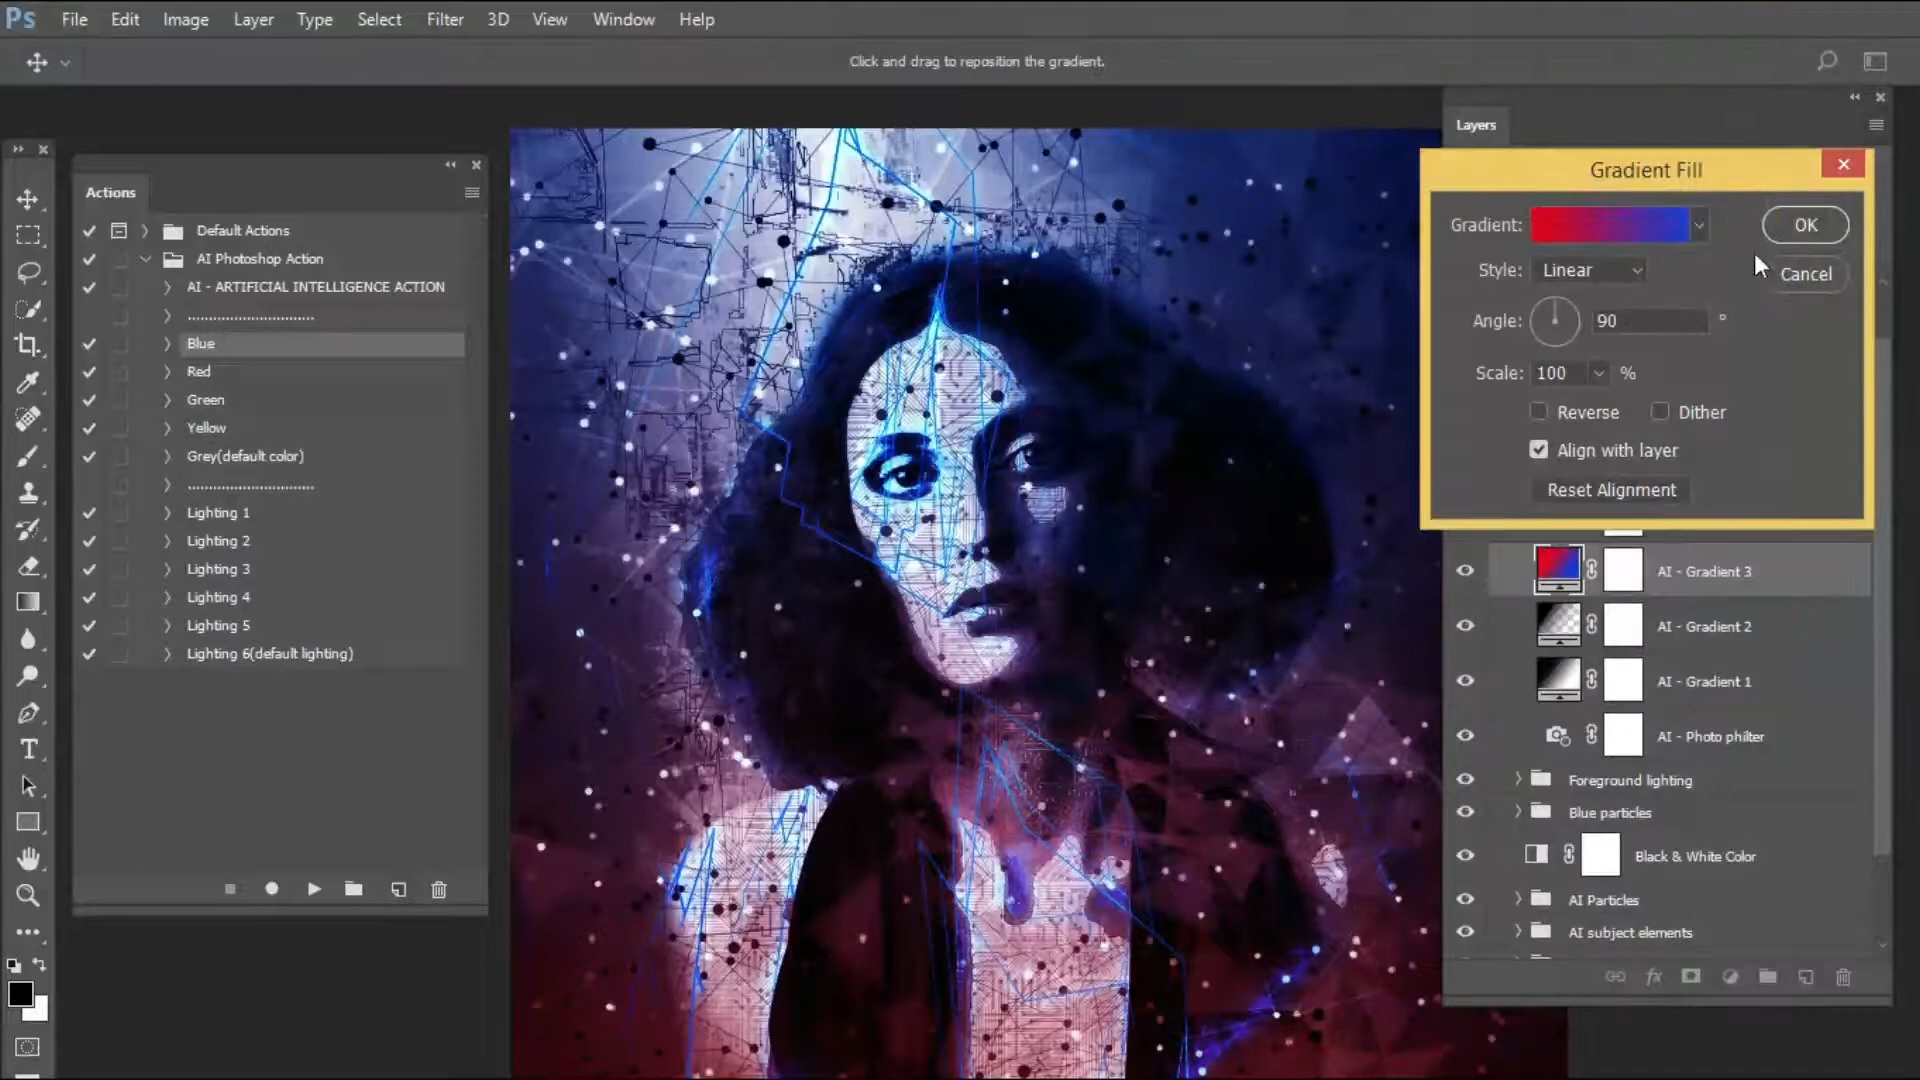 Ps File Edit Image Layer Type Select Filter 3D View Window Help
Click and drag to reposition the gradient.
Actions
Default Actions
AI Photoshop Action
AI - ARTIFICIAL INTELLIGENCE ACTION
..............................
Blue
Red
Green
Yellow
Grey(default color)
..............................
Lighting 1
Lighting 2
Lighting 3
Lighting 4
Lighting 5
Lighting 6(default lighting)
Layers
Gradient Fill
Gradient:
OK
Style: Linear
Cancel
Angle: 90 °
Scale: 100 %
Reverse Dither
Align with layer
Reset Alignment
AI - Gradient 3
AI - Gradient 2
AI - Gradient 1
AI - Photo philter
Foreground lighting
Blue particles
Black & White Color
AI Particles
AI subject elements
fx